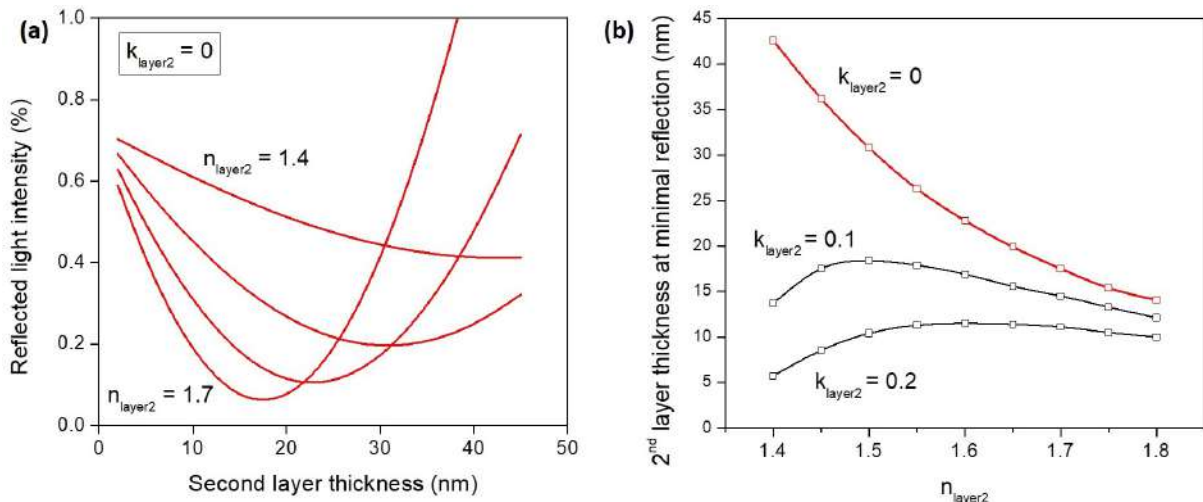 (a)
k layer2 = 0
n layer2 = 1.4
n layer2 = 1.7
Reflected light intensity (%)
1.0
0.8
0.6
0.4
0.2
0.0
0 10 20 30 40 50
Second layer thickness (nm)
(b)
k layer2 = 0
k layer2 = 0.1
k layer2 = 0.2
2nd layer thickness at minimal reflection (nm)
45
40
35
30
25
20
15
10
5
0
1.4 1.5 1.6 1.7 1.8
n layer2